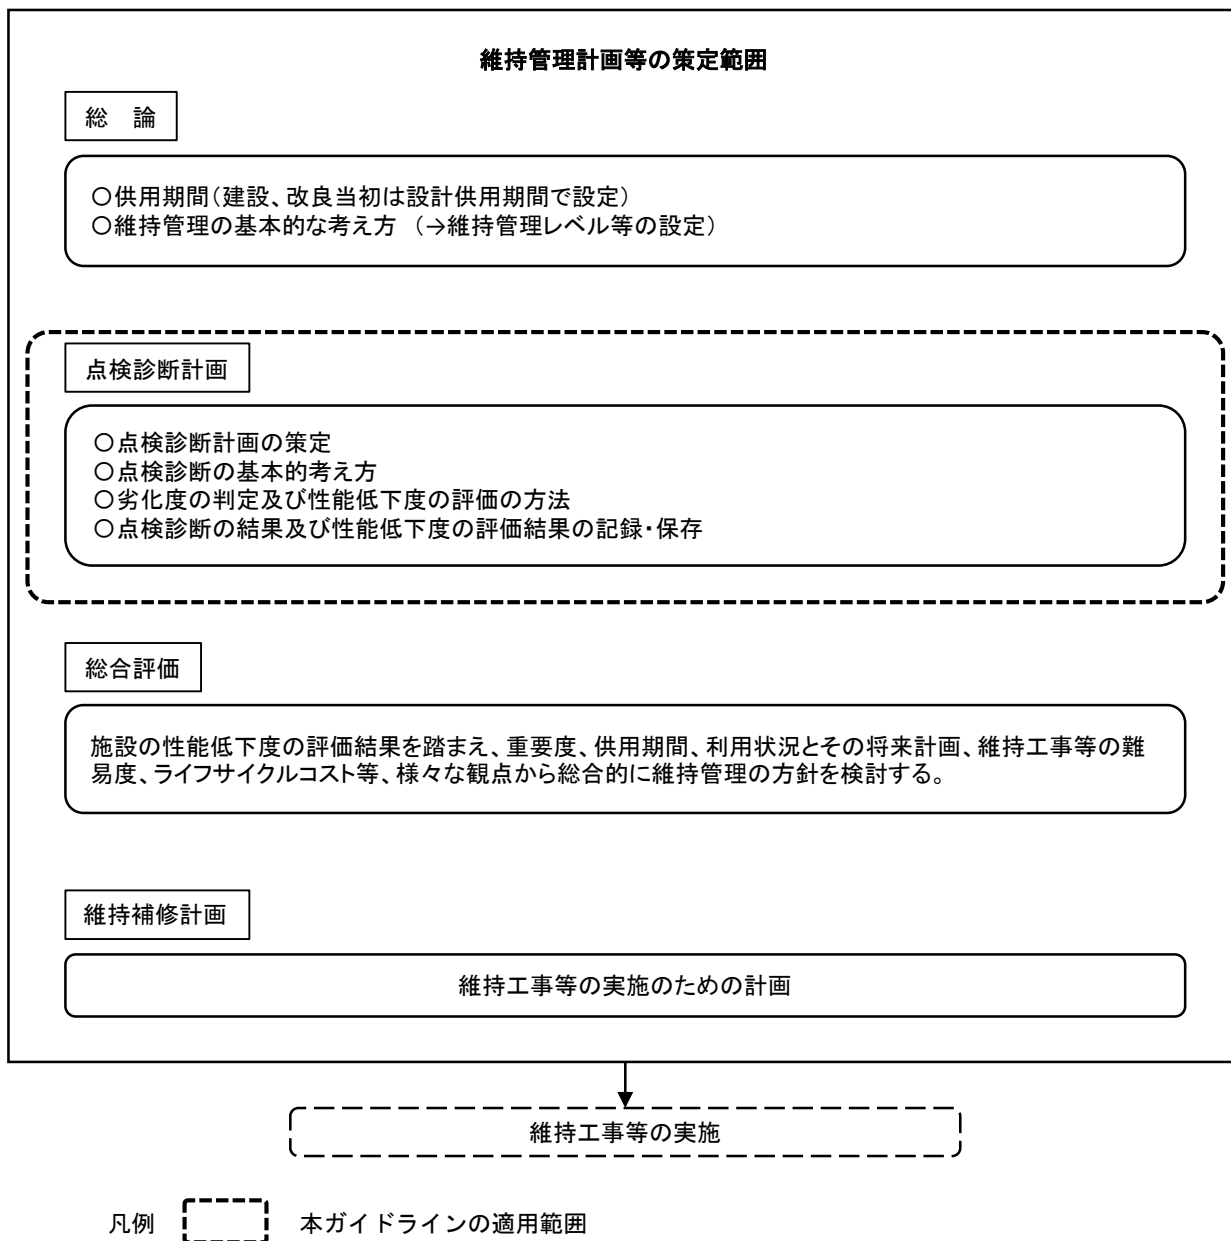 維持管理計画等の策定範囲
総　論
○供用期間（建設、改良当初は設計供用期間で設定）
○維持管理の基本的な考え方　（→維持管理レベル等の設定）
点検診断計画
○点検診断計画の策定
○点検診断の基本的考え方
○劣化度の判定及び性能低下度の評価の方法
○点検診断の結果及び性能低下度の評価結果の記録・保存
総合評価
施設の性能低下度の評価結果を踏まえ、重要度、供用期間、利用状況とその将来計画、維持工事等の難
易度、ライフサイクルコスト等、様々な観点から総合的に維持管理の方針を検討する。
維持補修計画
維持工事等の実施のための計画
維持工事等の実施
凡例　本ガイドラインの適用範囲